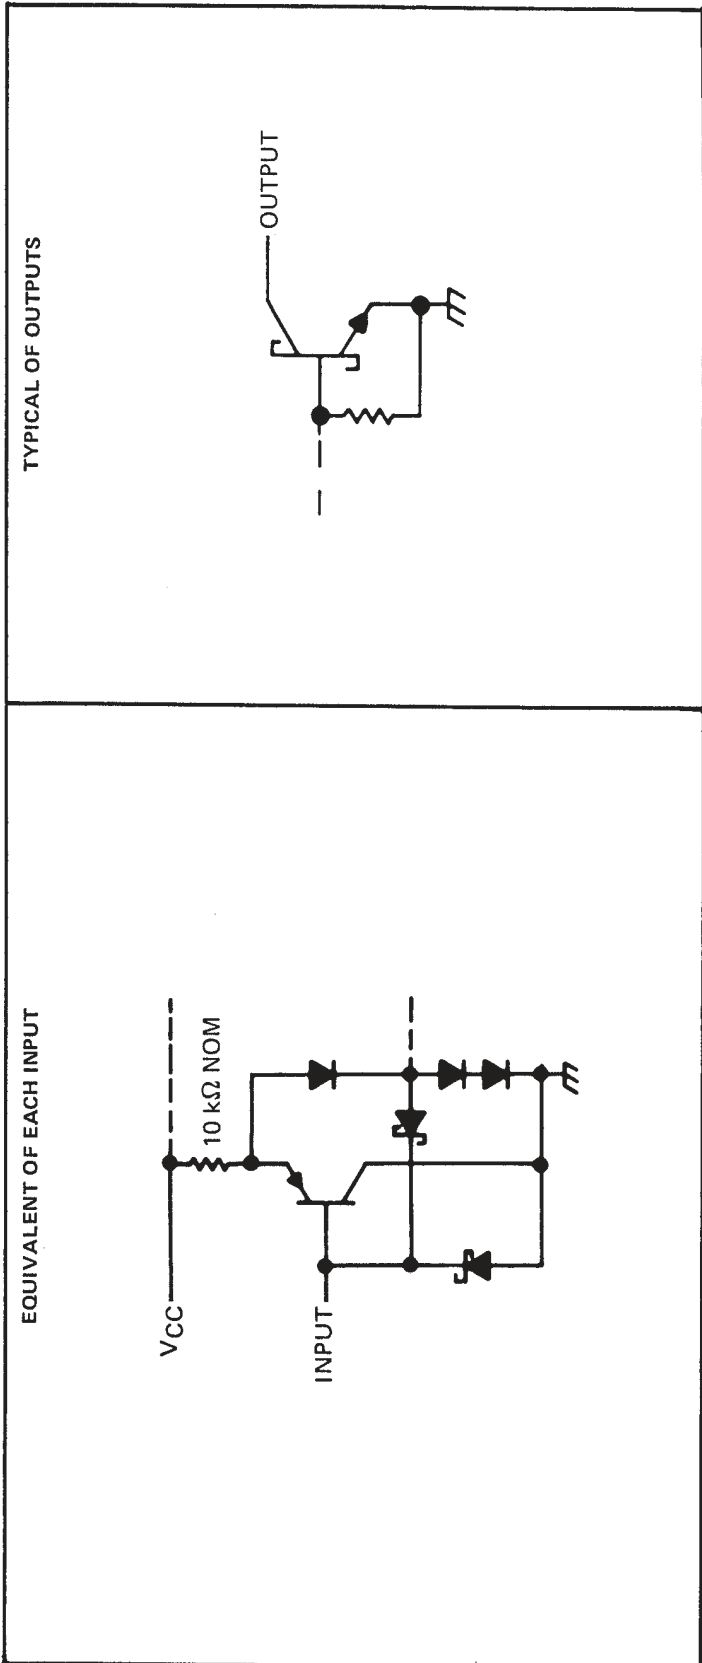 EQUIVALENT OF EACH INPUT
VCC
10 kΩ NOM
INPUT
TYPICAL OF OUTPUTS
OUTPUT